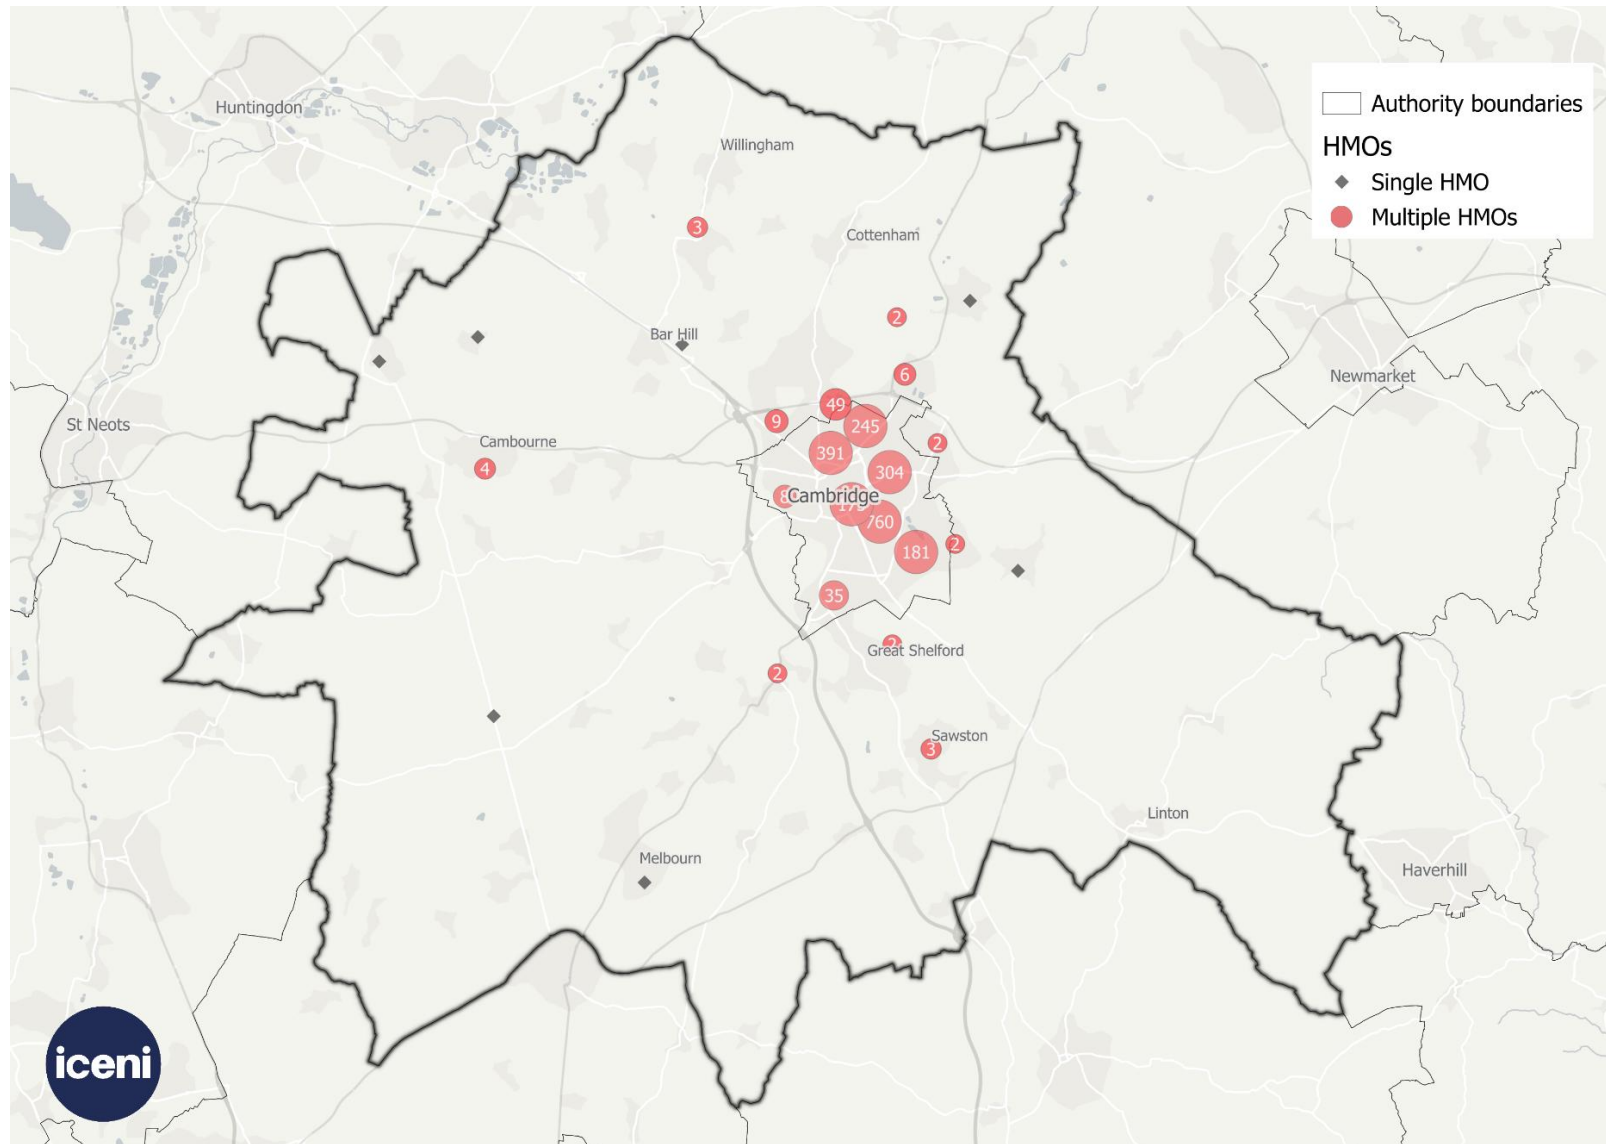 Huntingdon
Willingham
Authority boundaries
HMOs
Single HMO
Multiple HMOs
3
Cottenham
2
Bar Hill
6
Newmarket
49
9
245
St Neots
Cambourne
2
391
4
304
Cambridge
181
2
35
2
Great Shelford
2
Sawston
3
Linton
Melbourn
Haverhill
iceni